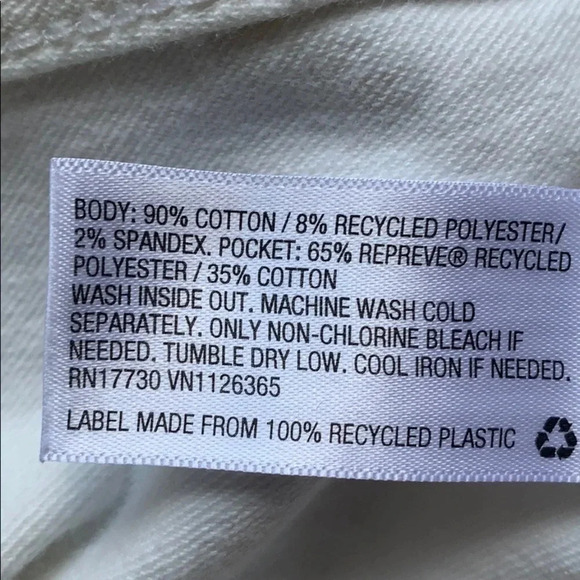 BODY: 90% COTTON / 8% RECYCLED POLYESTER/
2% SPANDEX. POCKET: 65% REPREVE® RECYCLED
POLYESTER / 35% COTTON
WASH INSIDE OUT. MACHINE WASH COLD
SEPARATELY. ONLY NON-CHLORINE BLEACH IF
NEEDED. TUMBLE DRY LOW. COOL IRON IF NEEDED.
RN17730 VN1126365
LABEL MADE FROM 100% RECYCLED PLASTIC